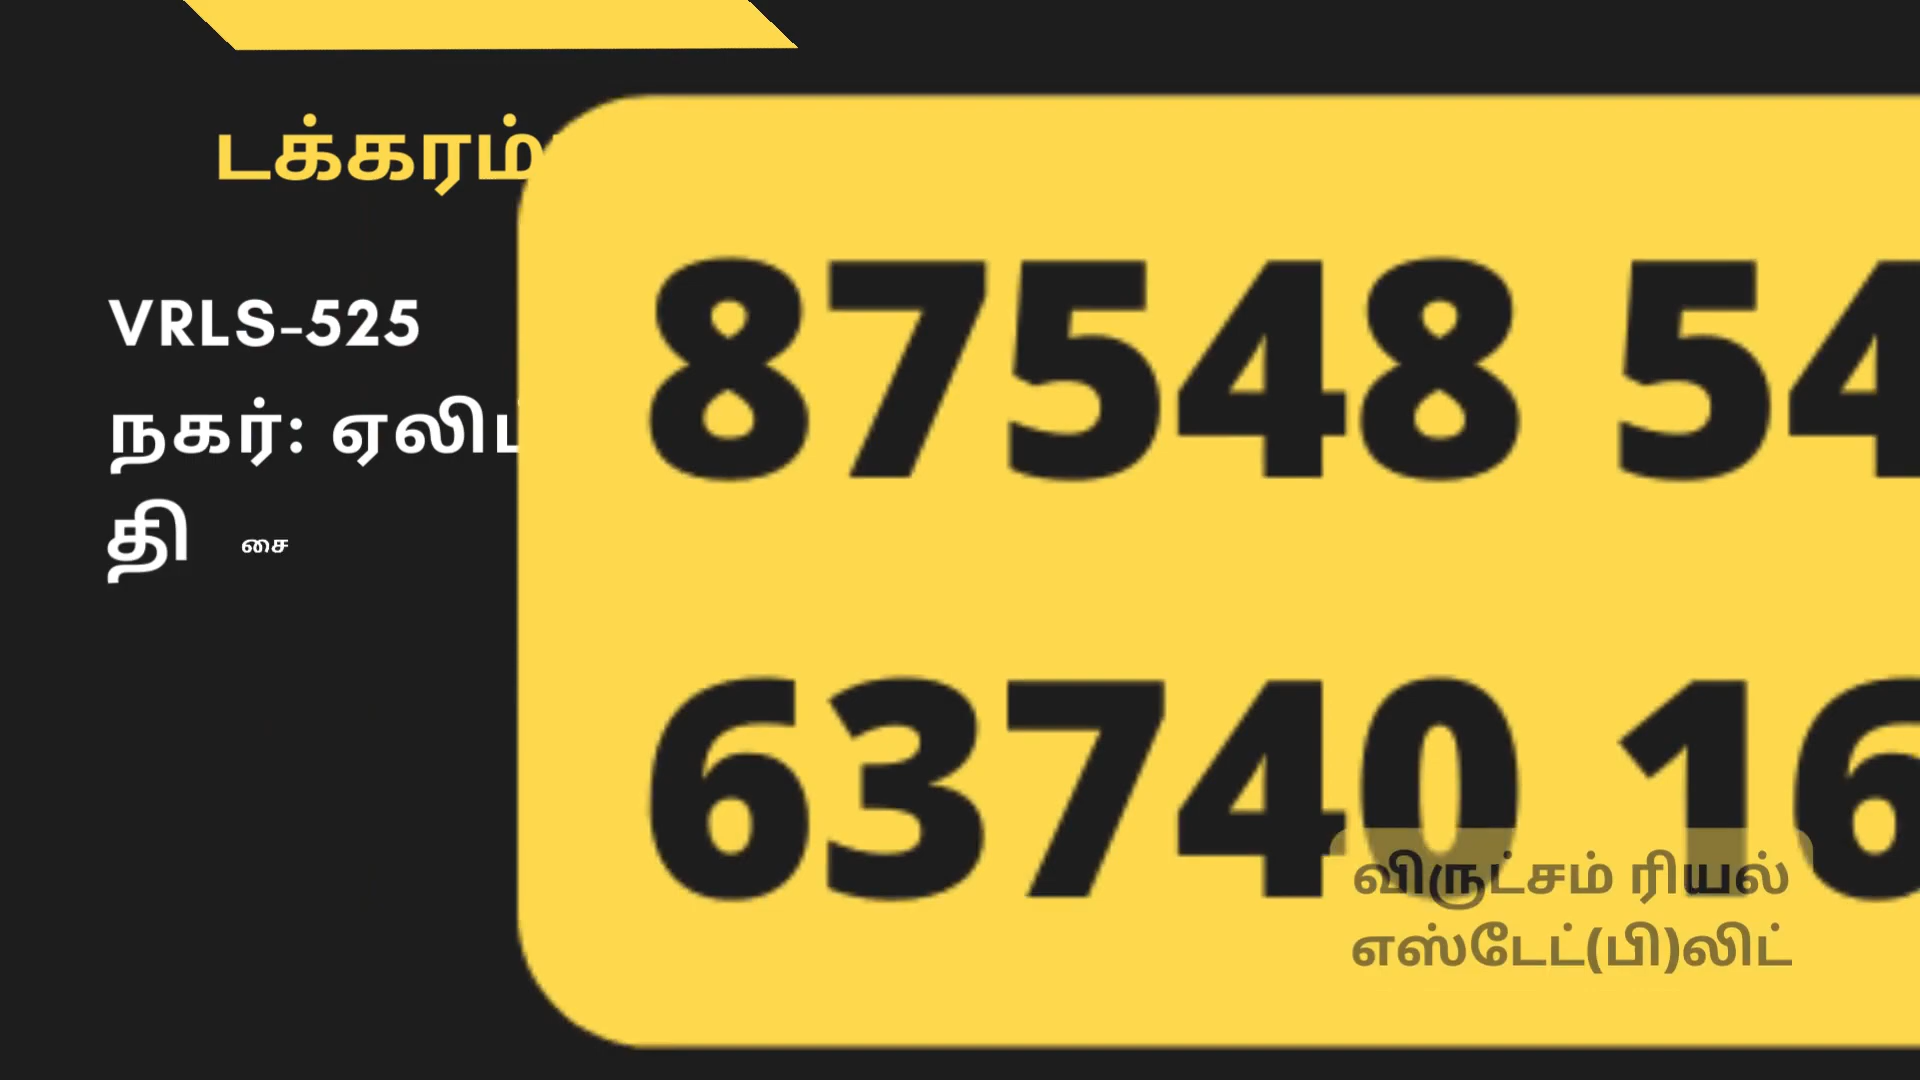 டக்கரம்
VRLS-525
நகர்: ஏலிட
தி சை
87548 54
63740 16
விருட்சம் ரியல்
எஸ்டேட்(பி)லிட்